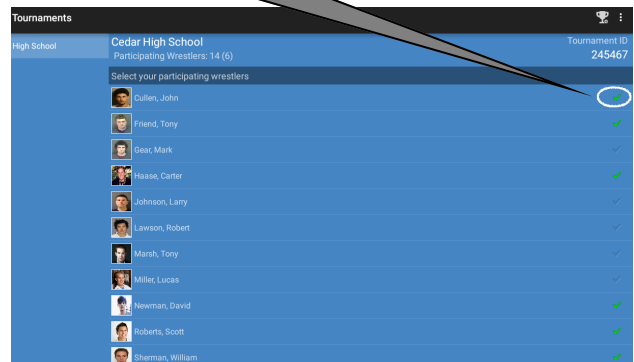 Tournaments
High School
Cedar High School
Tournament ID
Participating Wrestlers: 14 (6)
245467
Select your participating wrestlers
Cullen, John
Friend, Tony
Gear, Mark
Haase, Carter
Johnson, Larry
Lawson, Robert
Marsh, Tony
Miller, Lucas
Newman, David
Roberts, Scott
Sherman, William